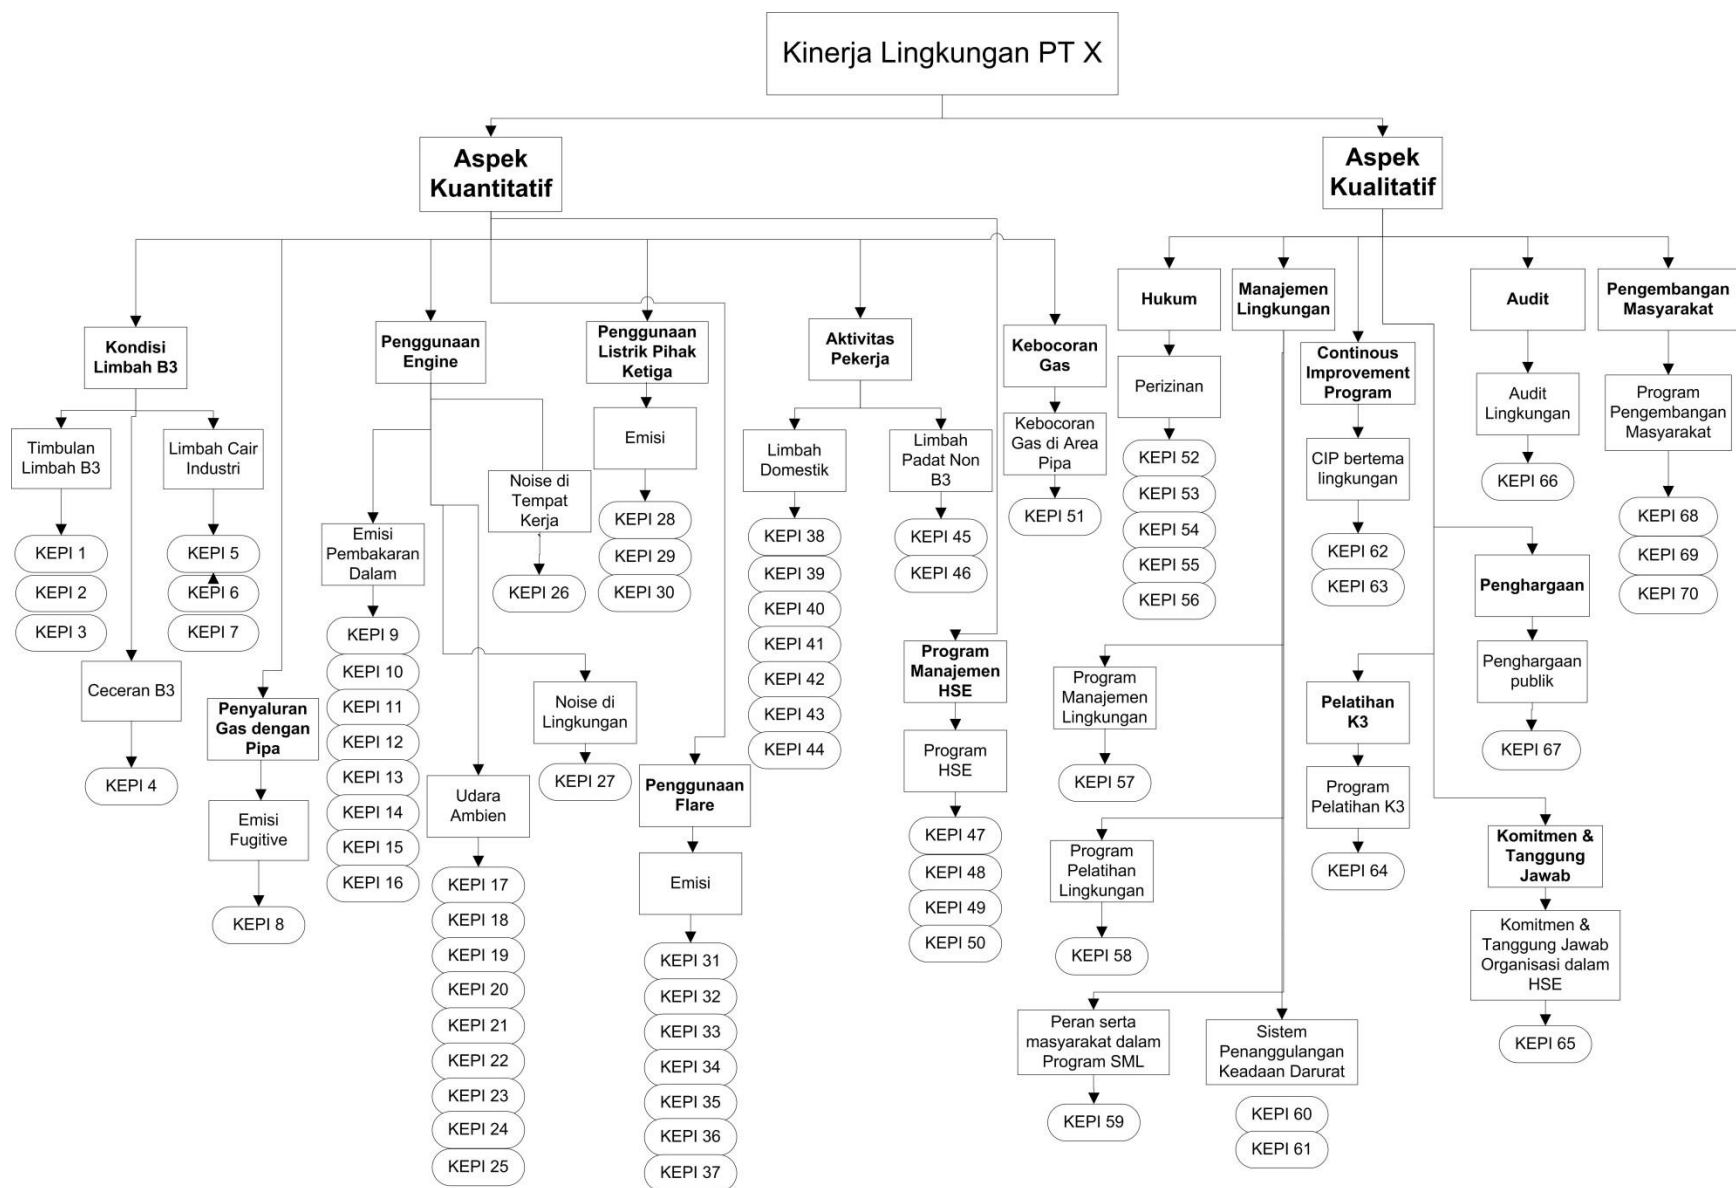 Kinerja Lingkungan PT X
Aspek
Kuantitatif
Aspek
Kualitatif
Kondisi
Limbah B3
Timbulan
Limbah B3
KEPI 1
KEPI 2
KEPI 3
Limbah Cair
Industri
KEPI 5
KEPI 6
KEPI 7
Ceceran B3
KEPI 4
Penyaluran
Gas dengan
Pipa
Emisi
Fugitive
KEPI 8
Penggunaan
Engine
Emisi
Pembakaran
Dalam
KEPI 9
KEPI 10
KEPI 11
KEPI 12
KEPI 13
KEPI 14
KEPI 15
KEPI 16
Udara
Ambien
KEPI 17
KEPI 18
KEPI 19
KEPI 20
KEPI 21
KEPI 22
KEPI 23
KEPI 24
KEPI 25
Noise di
Tempat
Kerja
KEPI 26
Noise di
Lingkungan
KEPI 27
Penggunaan
Listrik Pihak
Ketiga
Emisi
KEPI 28
KEPI 29
KEPI 30
Penggunaan
Flare
Emisi
KEPI 31
KEPI 32
KEPI 33
KEPI 34
KEPI 35
KEPI 36
KEPI 37
Aktivitas
Pekerja
Limbah
Domestik
KEPI 38
KEPI 39
KEPI 40
KEPI 41
KEPI 42
KEPI 43
KEPI 44
Limbah
Padat Non
B3
KEPI 45
KEPI 46
Program
Manajemen
HSE
Program
HSE
KEPI 47
KEPI 48
KEPI 49
KEPI 50
Kebocoran
Gas
Kebocoran
Gas di Area
Pipa
KEPI 51
Hukum
Perizinan
KEPI 52
KEPI 53
KEPI 54
KEPI 55
KEPI 56
Manajemen
Lingkungan
Program
Manajemen
Lingkungan
KEPI 57
Program
Pelatihan
Lingkungan
KEPI 58
Peran serta
masyarakat dalam
Program SML
KEPI 59
Sistem
Penanggulangan
Keadaan Darurat
KEPI 60
KEPI 61
Continous
Improvement
Program
CIP bertema
lingkungan
KEPI 62
KEPI 63
Pelatihan
K3
Program
Pelatihan K3
KEPI 64
Komitmen &
Tanggung
Jawab
Komitmen &
Tanggung Jawab
Organisasi dalam
HSE
KEPI 65
Audit
Audit
Lingkungan
KEPI 66
Penghargaan
Penghargaan
publik
KEPI 67
Pengembangan
Masyarakat
Program
Pengembangan
Masyarakat
KEPI 68
KEPI 69
KEPI 70